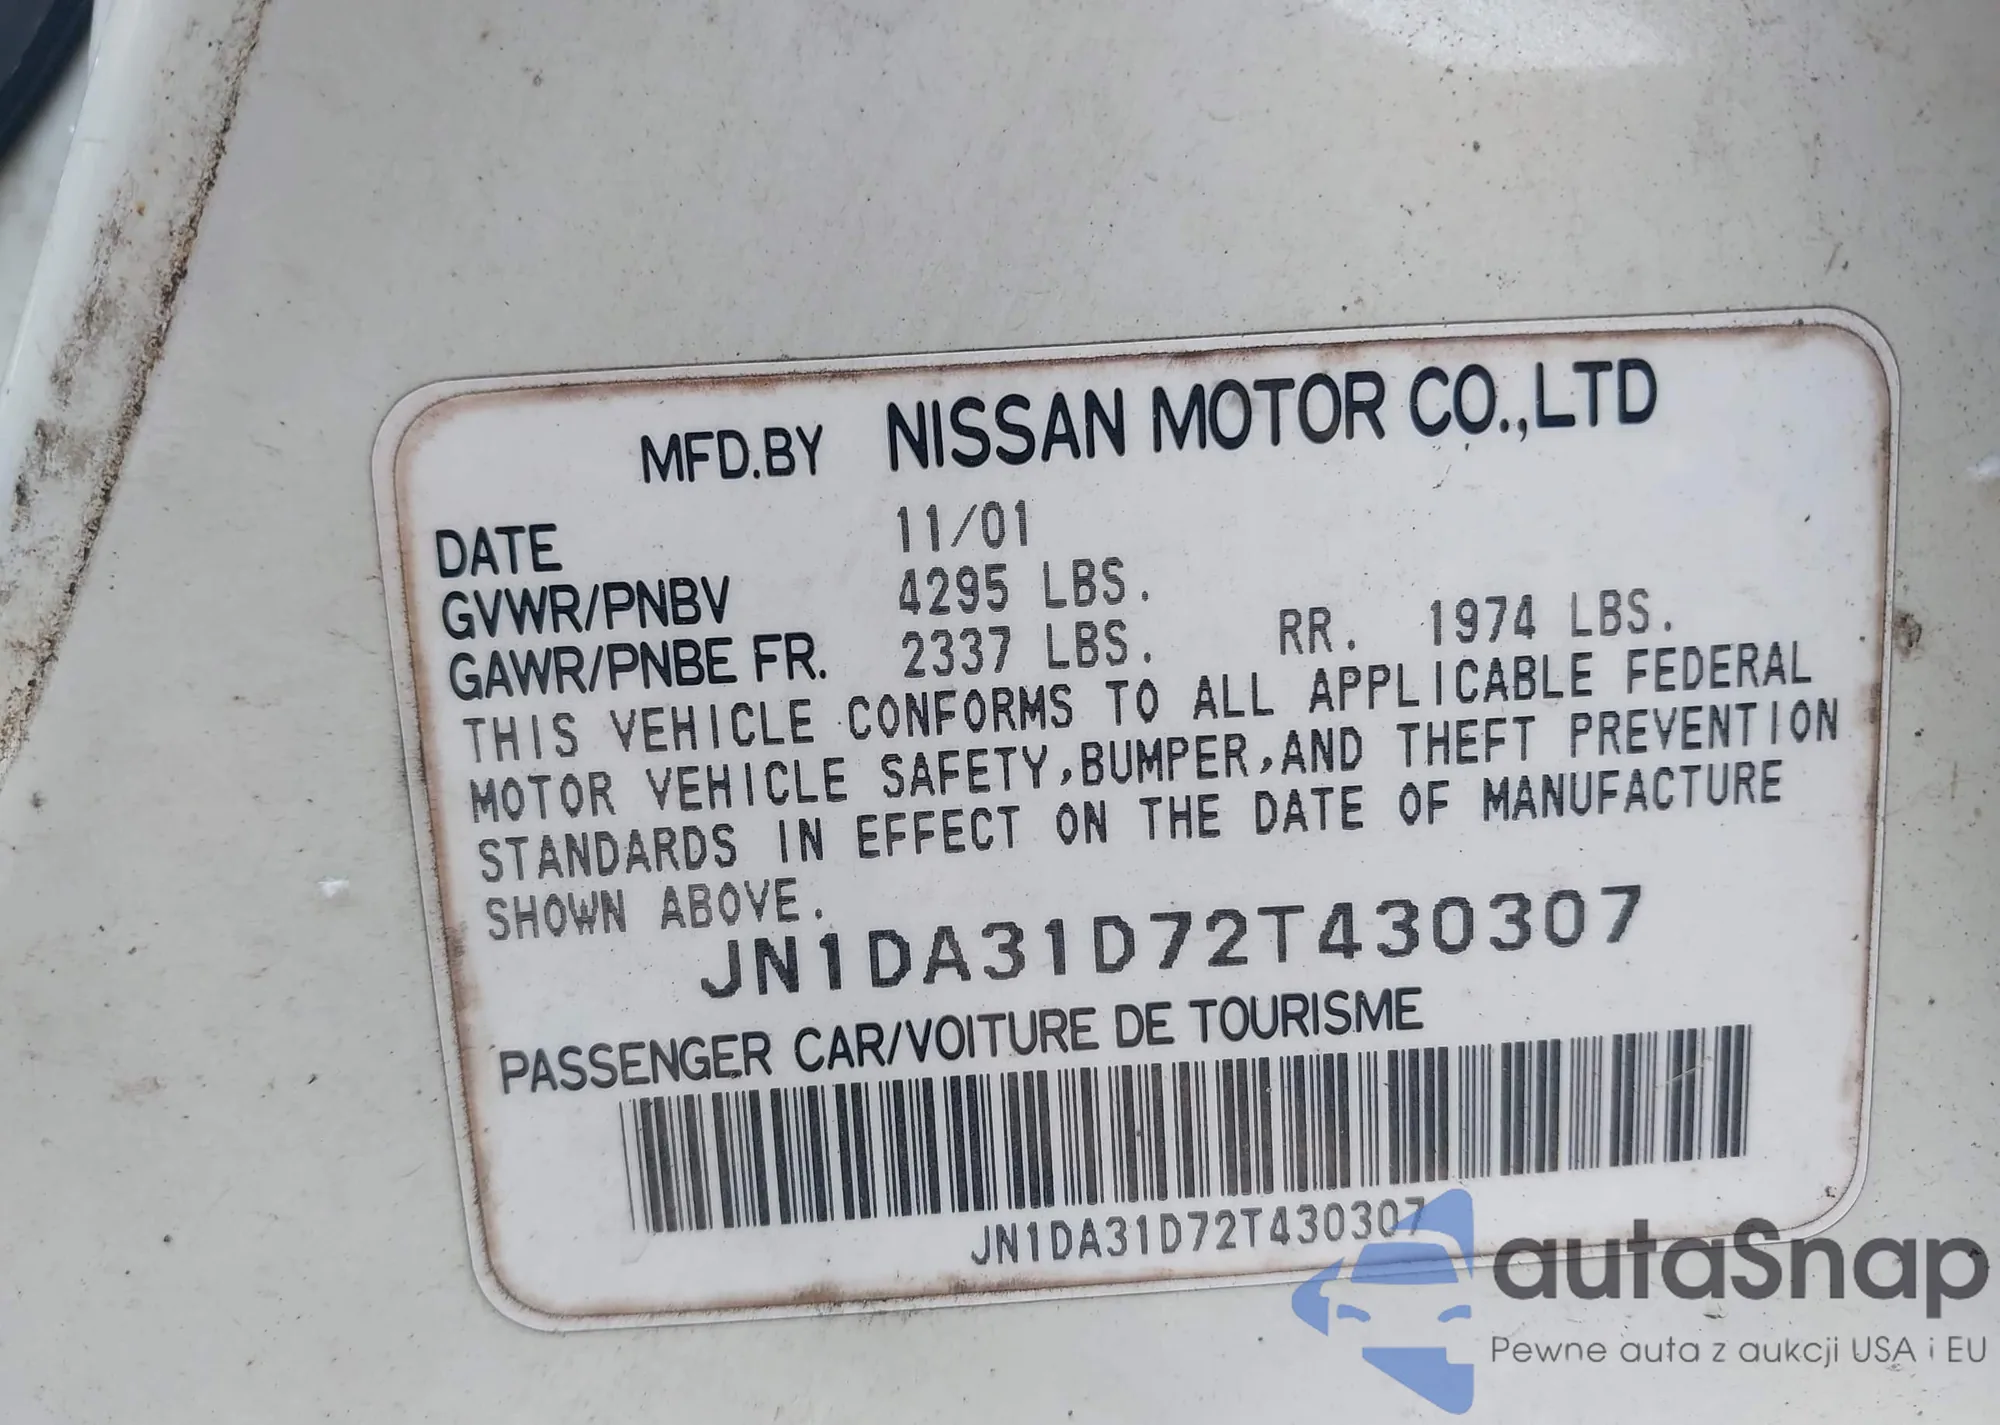 MFD.BY NISSAN MOTOR CO.,LTD
DATE 11/01
GVWR/PNBV 4295 LBS.
GAWR/PNBE FR. 2337 LBS. RR. 1974 LBS.
THIS VEHICLE CONFORMS TO ALL APPLICABLE FEDERAL
MOTOR VEHICLE SAFETY,BUMPER,AND THEFT PREVENTION
STANDARDS IN EFFECT ON THE DATE OF MANUFACTURE
SHOWN ABOVE.
JN1DA31D72T430307
PASSENGER CAR/VOITURE DE TOURISME
JN1DA31D72T430307
autaSnap
Pewne auta z aukcji USA i EU